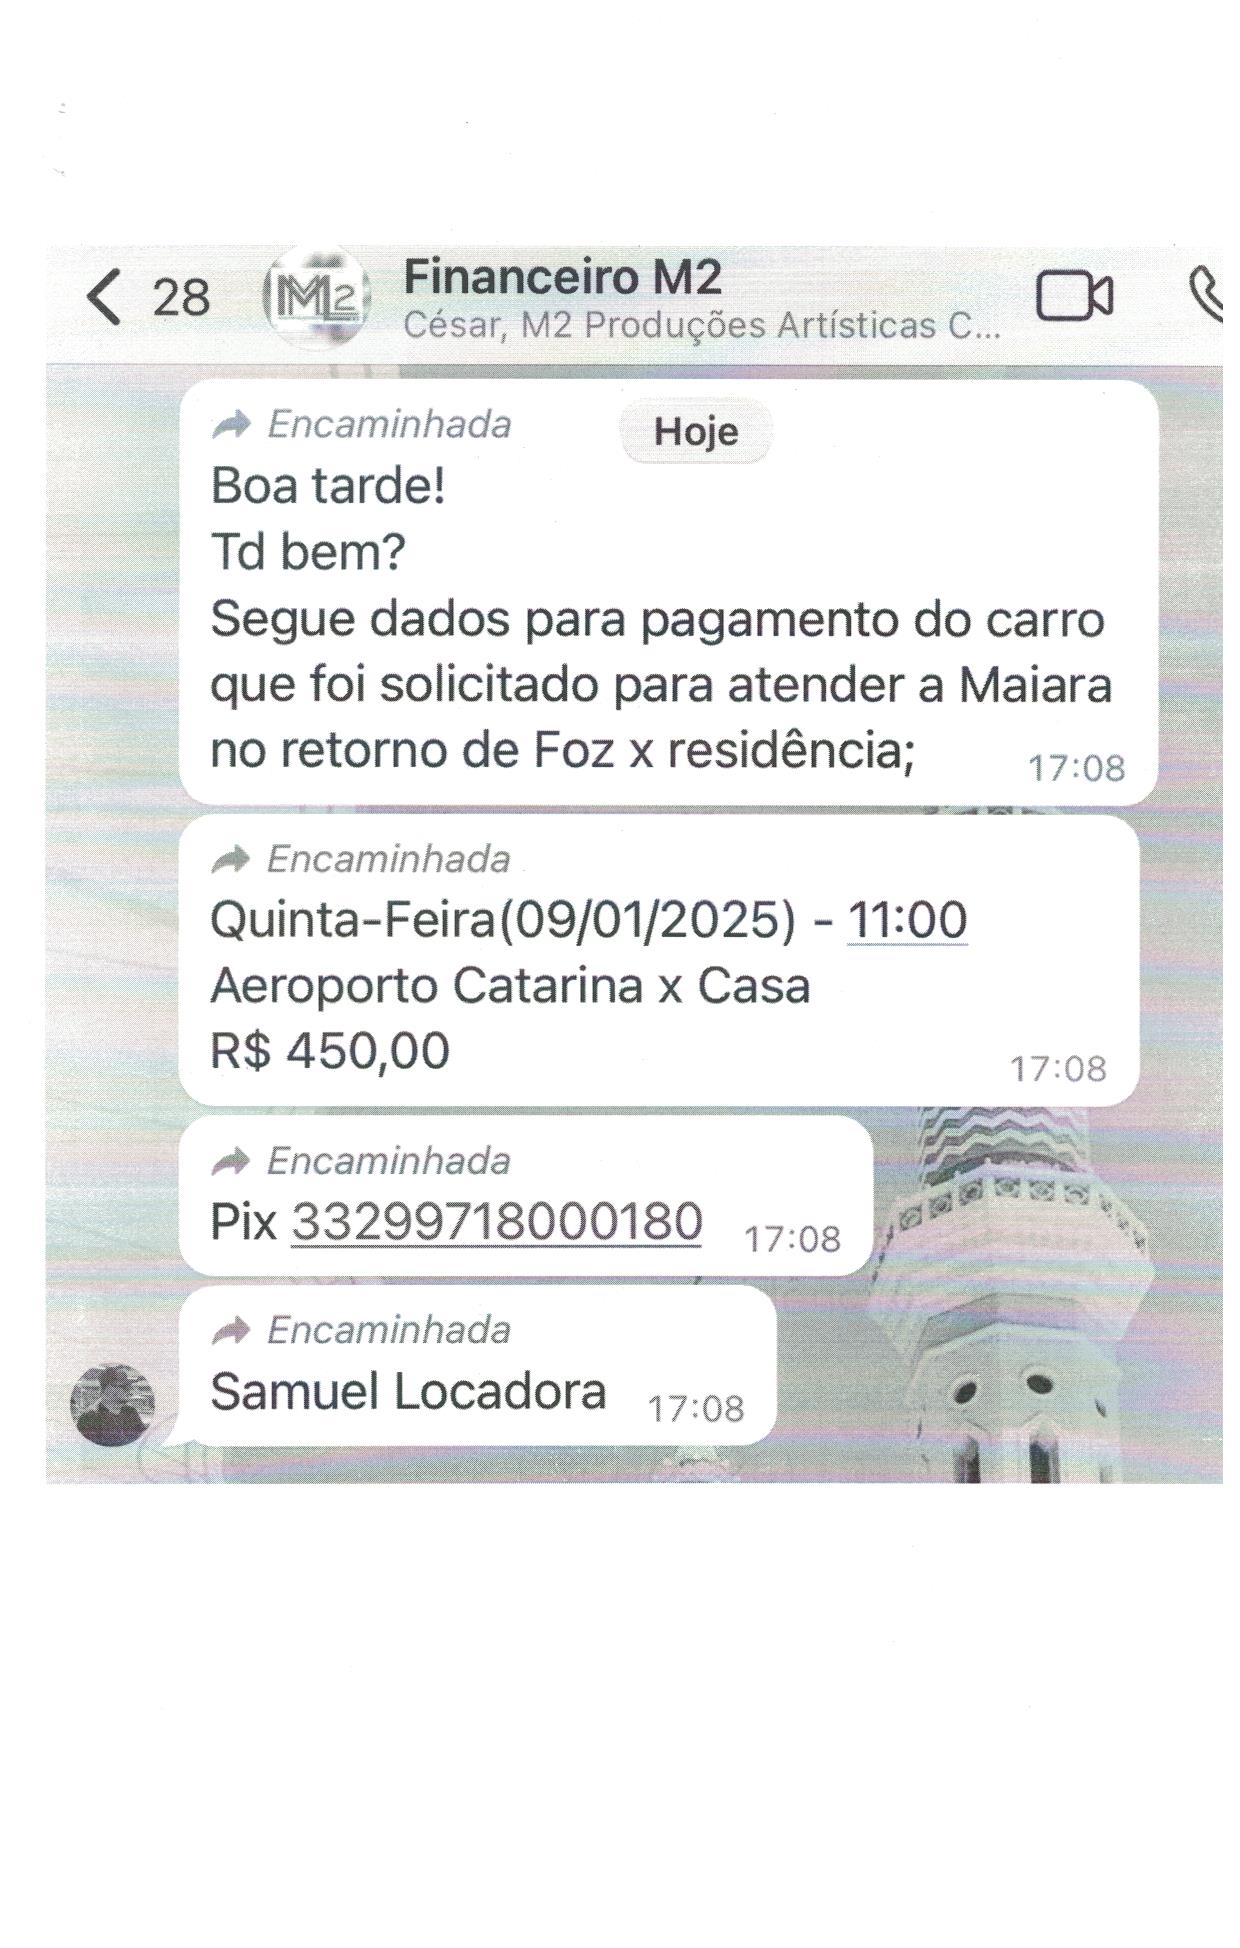 28
ML2
Financeiro M2
César, M2 Produções Artísticas C...
Encaminhada
Hoje
Boa tarde!
Td bem?
Segue dados para pagamento do carro
que foi solicitado para atender a Maiara
no retorno de Foz x residência;
17:08
Encaminhada
Quinta-Feira(09/01/2025) - 11:00
Aeroporto Catarina x Casa
R$ 450,00
17:08
Encaminhada
Pix 33299718000180 17:08
Encaminhada
Samuel Locadora 17:08